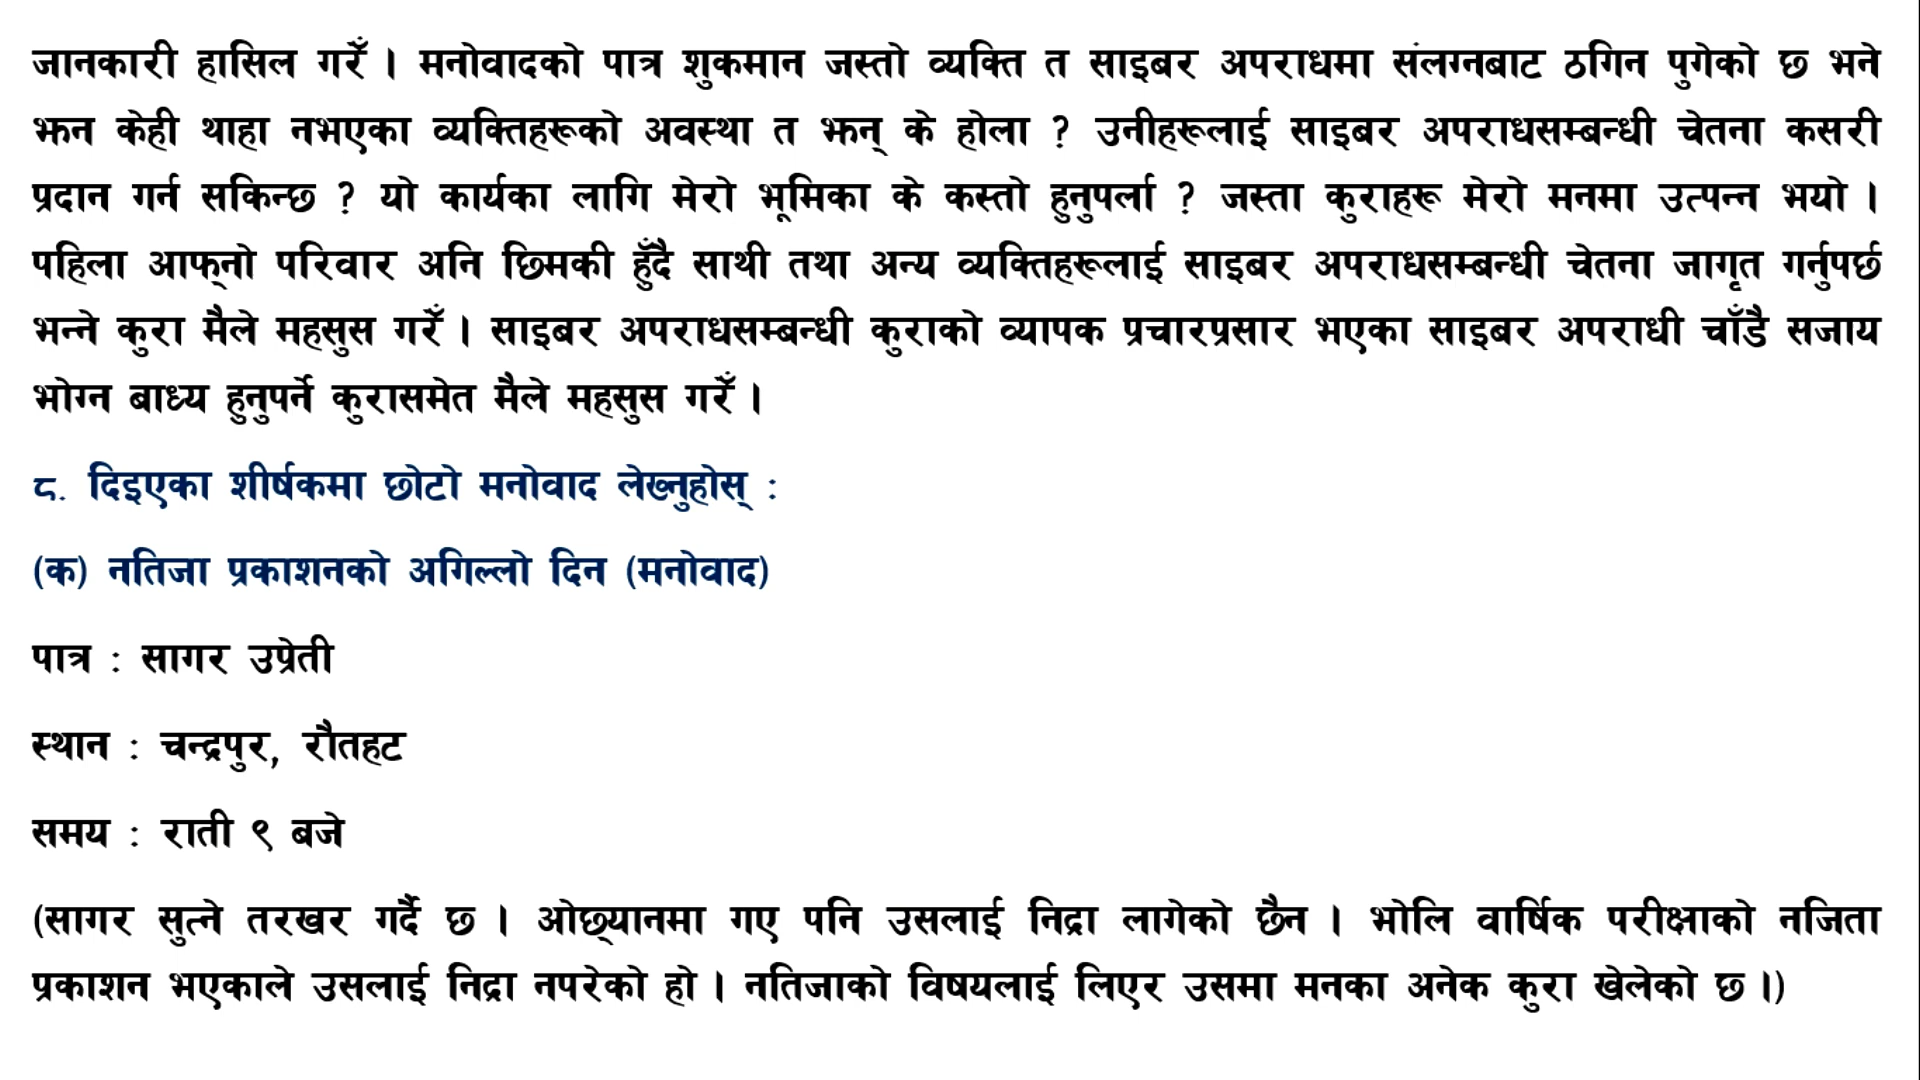 जानकारी हासिल गरेँ । मनोवादको पात्र शुकमान जस्तो व्यक्ति त साइबर अपराधमा संलग्नबाट ठगिन पुगेको छ भने
झन केही थाहा नभएका व्यक्तिहरूको अवस्था त झन् के होला ? उनीहरूलाई साइबर अपराधसम्बन्धी चेतना कसरी
प्रदान गर्न सकिन्छ ? यो कार्यका लागि मेरो भूमिका के कस्तो हुनुपर्ला ? जस्ता कुराहरू मेरो मनमा उत्पन्न भयो ।
पहिला आफ्‌नो परिवार अनि छिमकी हुँदै साथी तथा अन्य व्यक्तिहरूलाई साइबर अपराधसम्बन्धी चेतना जागृत गर्नुपर्छ
भन्ने कुरा मैले महसुस गरेँ । साइबर अपराधसम्बन्धी कुराको व्यापक प्रचारप्रसार भएका साइबर अपराधी चाँडै सजाय
भोग्न बाध्य हुनुपर्ने कुरासमेत मैले महसुस गरेँ ।
८. दिइएका शीर्षकमा छोटो मनोवाद लेख्नुहोस् :
(क) नतिजा प्रकाशनको अगिल्लो दिन (मनोवाद)
पात्र : सागर उप्रेती
स्थान : चन्द्रपुर, रौतहट
समय : राती ९ बजे
(सागर सुत्ने तरखर गर्दै छ । ओछ्यानमा गए पनि उसलाई निद्रा लागेको छैन । भोलि वार्षिक परीक्षाको नजिता
प्रकाशन भएकाले उसलाई निद्रा नपरेको हो । नतिजाको विषयलाई लिएर उसमा मनका अनेक कुरा खेलेको छ ।)